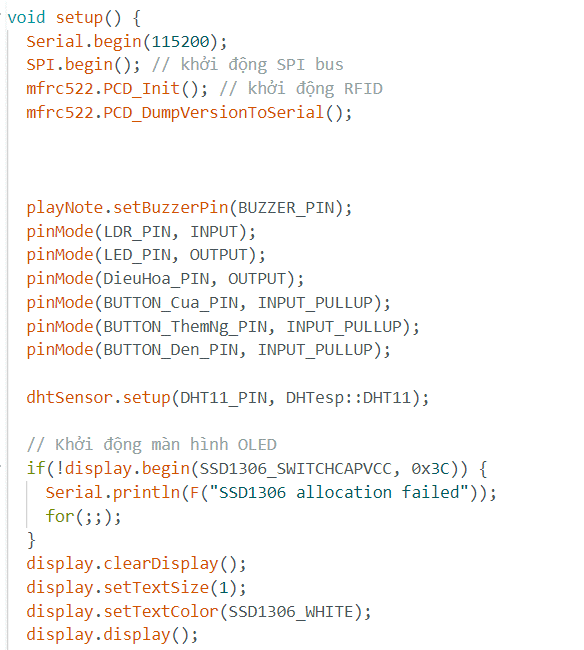 void setup() {
Serial.begin(115200);
SPI.begin(); // khởi động SPI bus
mfrc522.PCD_Init(); // khởi động RFID
mfrc522.PCD_DumpVersionToSerial();
playNote.setBuzzerPin(BUZZER_PIN);
pinMode(LDR_PIN, INPUT);
pinMode(LED_PIN, OUTPUT);
pinMode(DieuHoa_PIN, OUTPUT);
pinMode(BUTTON_Cua_PIN, INPUT_PULLUP);
pinMode(BUTTON_ThemNg_PIN, INPUT_PULLUP);
pinMode(BUTTON_Den_PIN, INPUT_PULLUP);
dhtSensor.setup(DHT11_PIN, DHTesp::DHT11);
// Khởi động màn hình OLED
if(!display.begin(SSD1306_SWITCHCAPVCC, 0x3C)) {
Serial.println(F("SSD1306 allocation failed"));
for(;;);
}
display.clearDisplay();
display.setTextSize(1);
display.setTextColor(SSD1306_WHITE);
display.display();